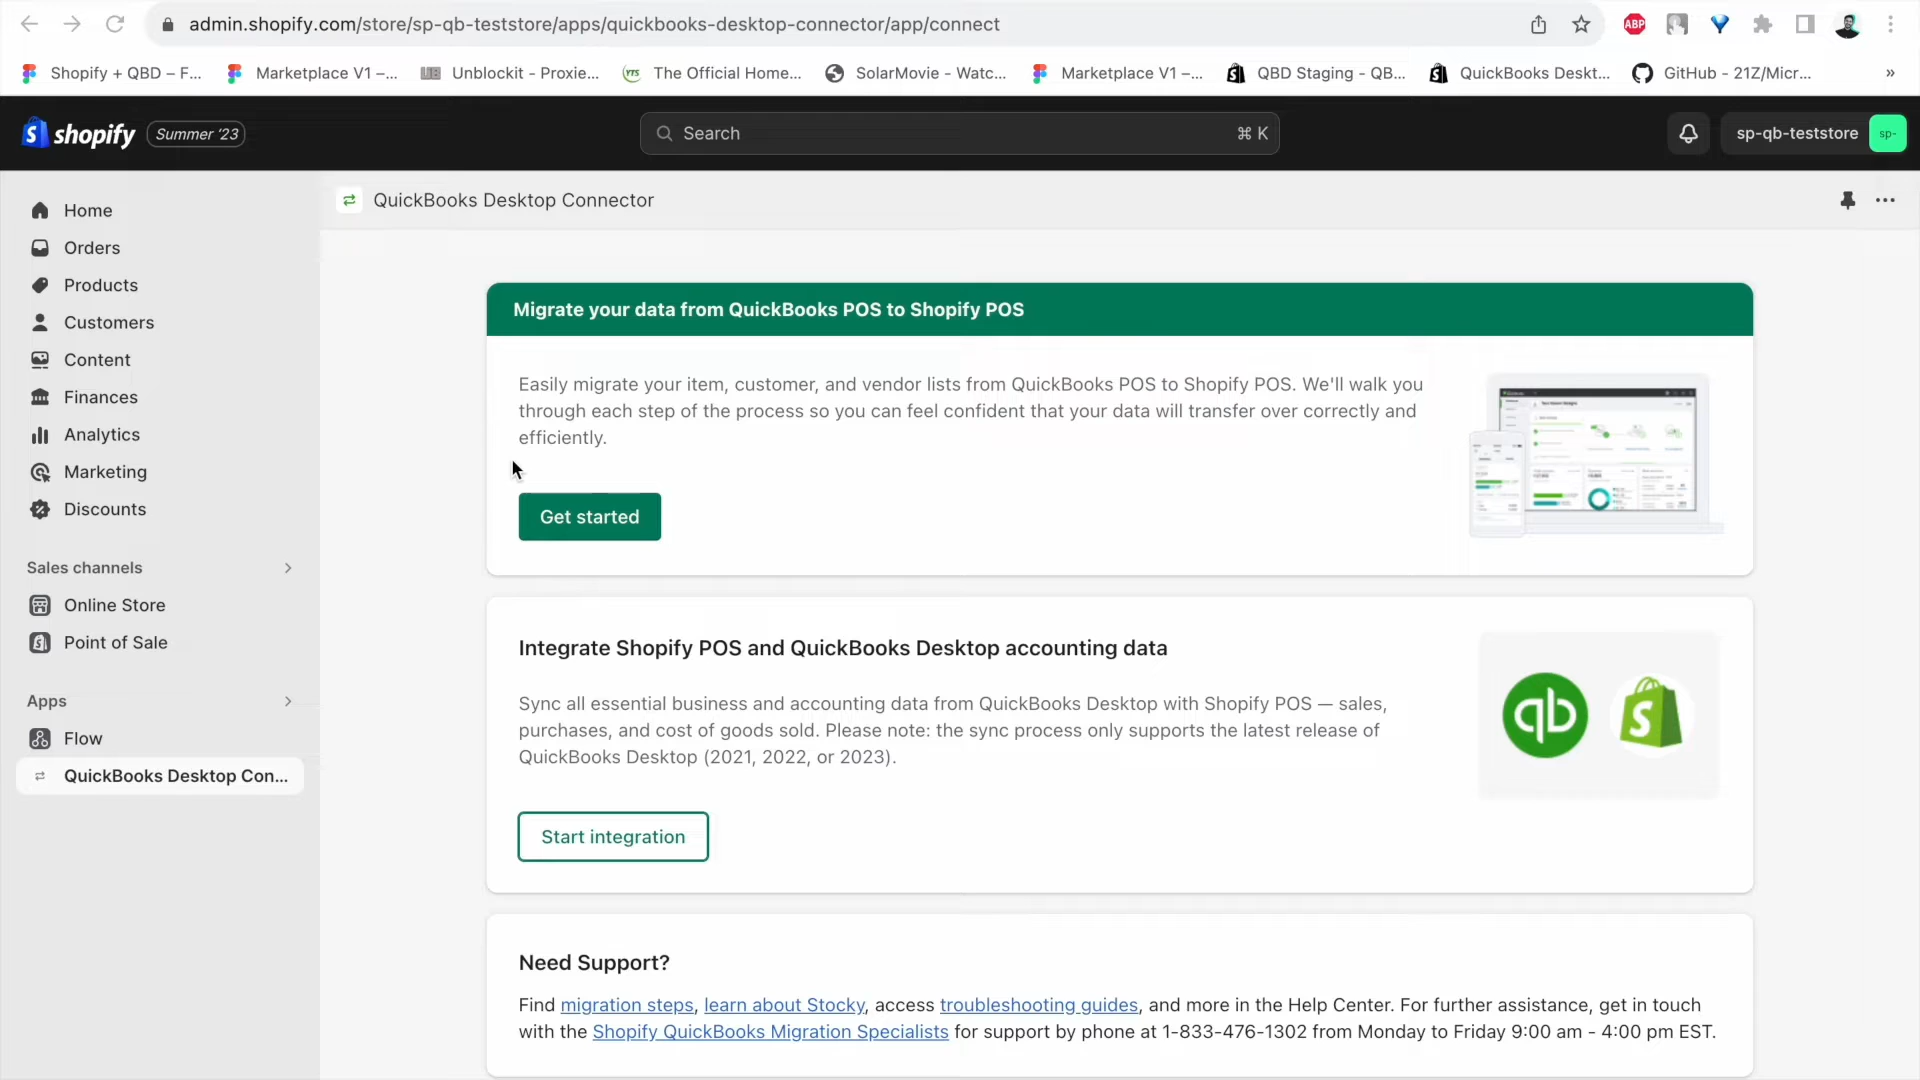 admin.shopify.com/store/sp-qb-teststore/apps/quickbooks-desktop-connector/app/connect
ABP
Shopify + QBD – F...
Marketplace V1 –...
Unblockit - Proxie...
YTS
The Official Home...
SolarMovie - Watc...
Marketplace V1 –...
QBD Staging - QB...
QuickBooks Deskt...
GitHub - 21Z/Micr...
»
shopify
Summer '23
Search
⌘ K
sp-qb-teststore
sp-
Home
Orders
Products
Customers
Content
Finances
Analytics
Marketing
Discounts
Sales channels
Online Store
Point of Sale
Apps
Flow
QuickBooks Desktop Con...
QuickBooks Desktop Connector
Migrate your data from QuickBooks POS to Shopify POS
Easily migrate your item, customer, and vendor lists from QuickBooks POS to Shopify POS. We'll walk you
through each step of the process so you can feel confident that your data will transfer over correctly and
efficiently.
Get started
Integrate Shopify POS and QuickBooks Desktop accounting data
Sync all essential business and accounting data from QuickBooks Desktop with Shopify POS — sales,
purchases, and cost of goods sold. Please note: the sync process only supports the latest release of
QuickBooks Desktop (2021, 2022, or 2023).
qb
Start integration
Need Support?
Find migration steps, learn about Stocky, access troubleshooting guides, and more in the Help Center. For further assistance, get in touch
with the Shopify QuickBooks Migration Specialists for support by phone at 1-833-476-1302 from Monday to Friday 9:00 am - 4:00 pm EST.